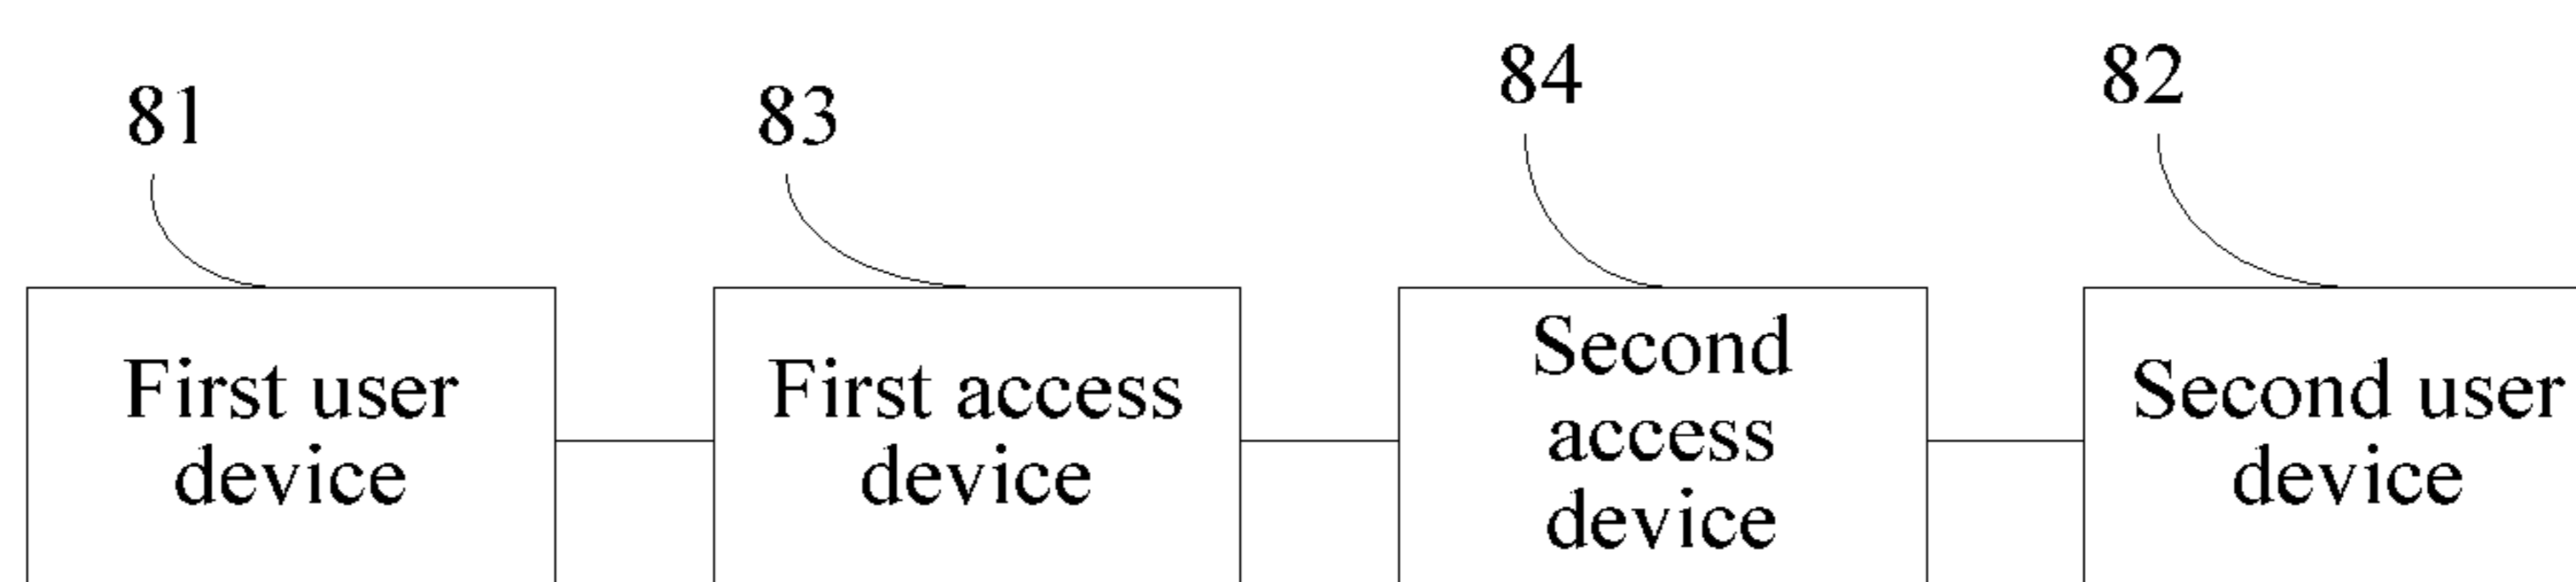 81
83
84
82
First user
device
First access
device
Second
access
device
Second user
device